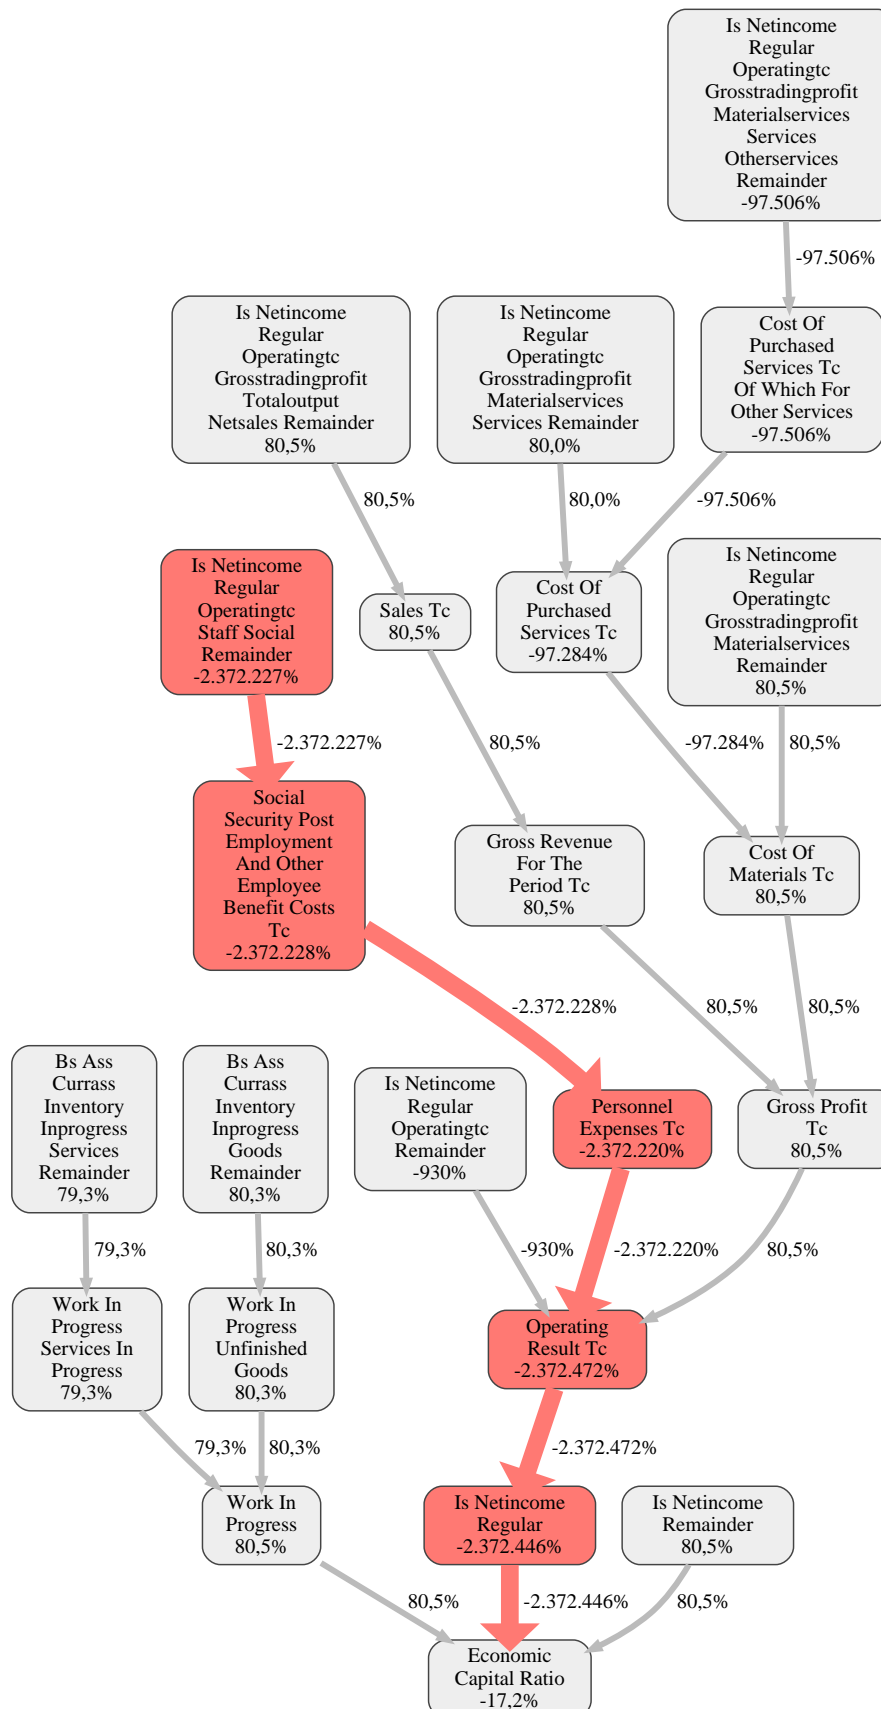 Is Netincome
Regular
Operatingtc
Grosstradingprofit
Materialservices
Services
Otherservices
Remainder
-97.506%
-97.506%
Is Netincome
Regular
Operatingtc
Grosstradingprofit
Totaloutput
Netsales Remainder
80,5%
Is Netincome
Regular
Operatingtc
Grosstradingprofit
Materialservices
Services Remainder
80,0%
Cost Of
Purchased
Services Tc
Of Which For
Other Services
-97.506%
80,5%
80,0%
-97.506%
Is Netincome
Regular
Operatingtc
Staff Social
Remainder
-2.372.227%
Sales Tc
80,5%
Cost Of
Purchased
Services Tc
-97.284%
Is Netincome
Regular
Operatingtc
Grosstradingprofit
Materialservices
Remainder
80,5%
-2.372.227%
80,5%
-97.284%
80,5%
Social
Security Post
Employment
And Other
Employee
Benefit Costs
Tc
-2.372.228%
Gross Revenue
For The
Period Tc
80,5%
Cost Of
Materials Tc
80,5%
-2.372.228%
80,5%
80,5%
Bs Ass
Currass
Inventory
Inprogress
Services
Remainder
79,3%
Bs Ass
Currass
Inventory
Inprogress
Goods
Remainder
80,3%
Is Netincome
Regular
Operatingtc
Remainder
-930%
Personnel
Expenses Tc
-2.372.220%
Gross Profit
Tc
80,5%
79,3%
80,3%
-930%
-2.372.220%
80,5%
Work In
Progress
Services In
Progress
79,3%
Work In
Progress
Unfinished
Goods
80,3%
Operating
Result Tc
-2.372.472%
79,3%
80,3%
-2.372.472%
Work In
Progress
80,5%
Is Netincome
Regular
-2.372.446%
Is Netincome
Remainder
80,5%
80,5%
-2.372.446%
80,5%
Economic
Capital Ratio
-17,2%